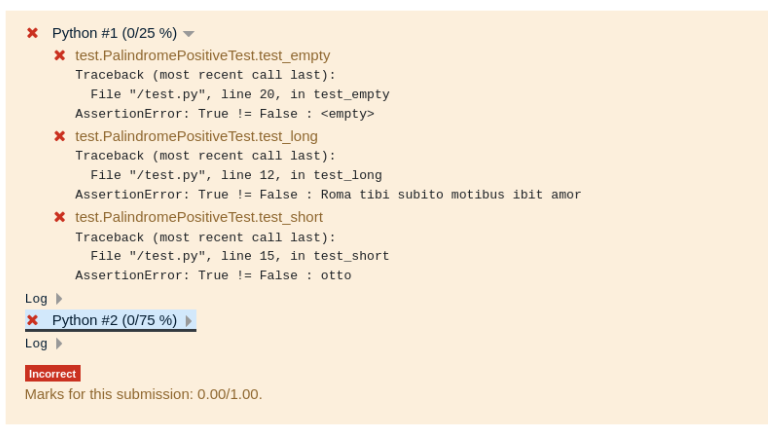 Python #1 (0/25 %)
test.PalindromePositiveTest.test_empty
Traceback (most recent call last):
File "/test.py", line 20, in test_empty
AssertionError: True != False : <empty>
test.PalindromePositiveTest.test_long
Traceback (most recent call last):
File "/test.py", line 12, in test_long
AssertionError: True != False : Roma tibi subito motibus ibit amor
test.PalindromePositiveTest.test_short
Traceback (most recent call last):
File "/test.py", line 15, in test_short
AssertionError: True != False : otto
Log
Python #2 (0/75 %)
Log
Incorrect
Marks for this submission: 0.00/1.00.